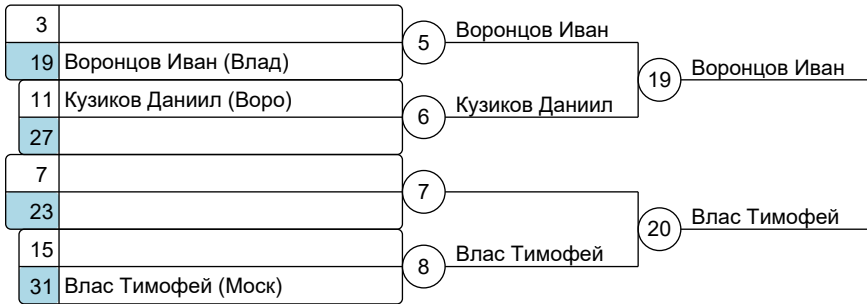 3
5 Воронцов Иван
19 Воронцов Иван (Влад)
19 Воронцов Иван
11 Кузиков Даниил (Воро)
6 Кузиков Даниил
27
7
7
23
20 Влас Тимофей
15
8 Влас Тимофей
31 Влас Тимофей (Моск)